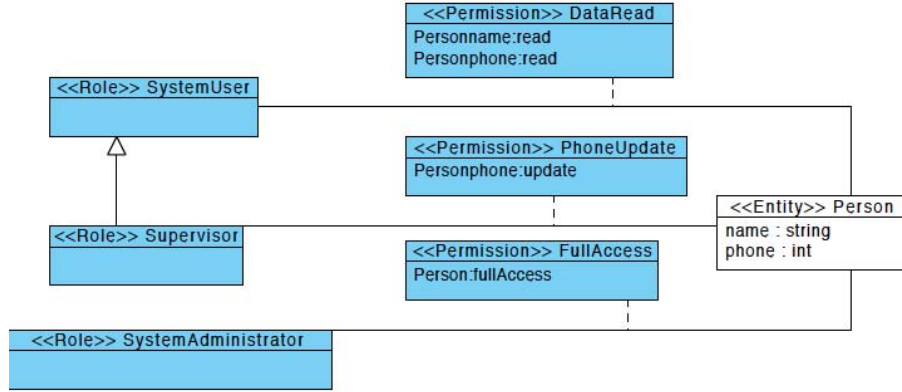 <<Permission>> DataRead
Personname:read
Personphone:read
<<Role>> SystemUser
<<Permission>> PhoneUpdate
Personphone:update
<<Entity>> Person
name : string
phone : int
<<Role>> Supervisor
<<Permission>> FullAccess
Person:fullAccess
<<Role>> SystemAdministrator